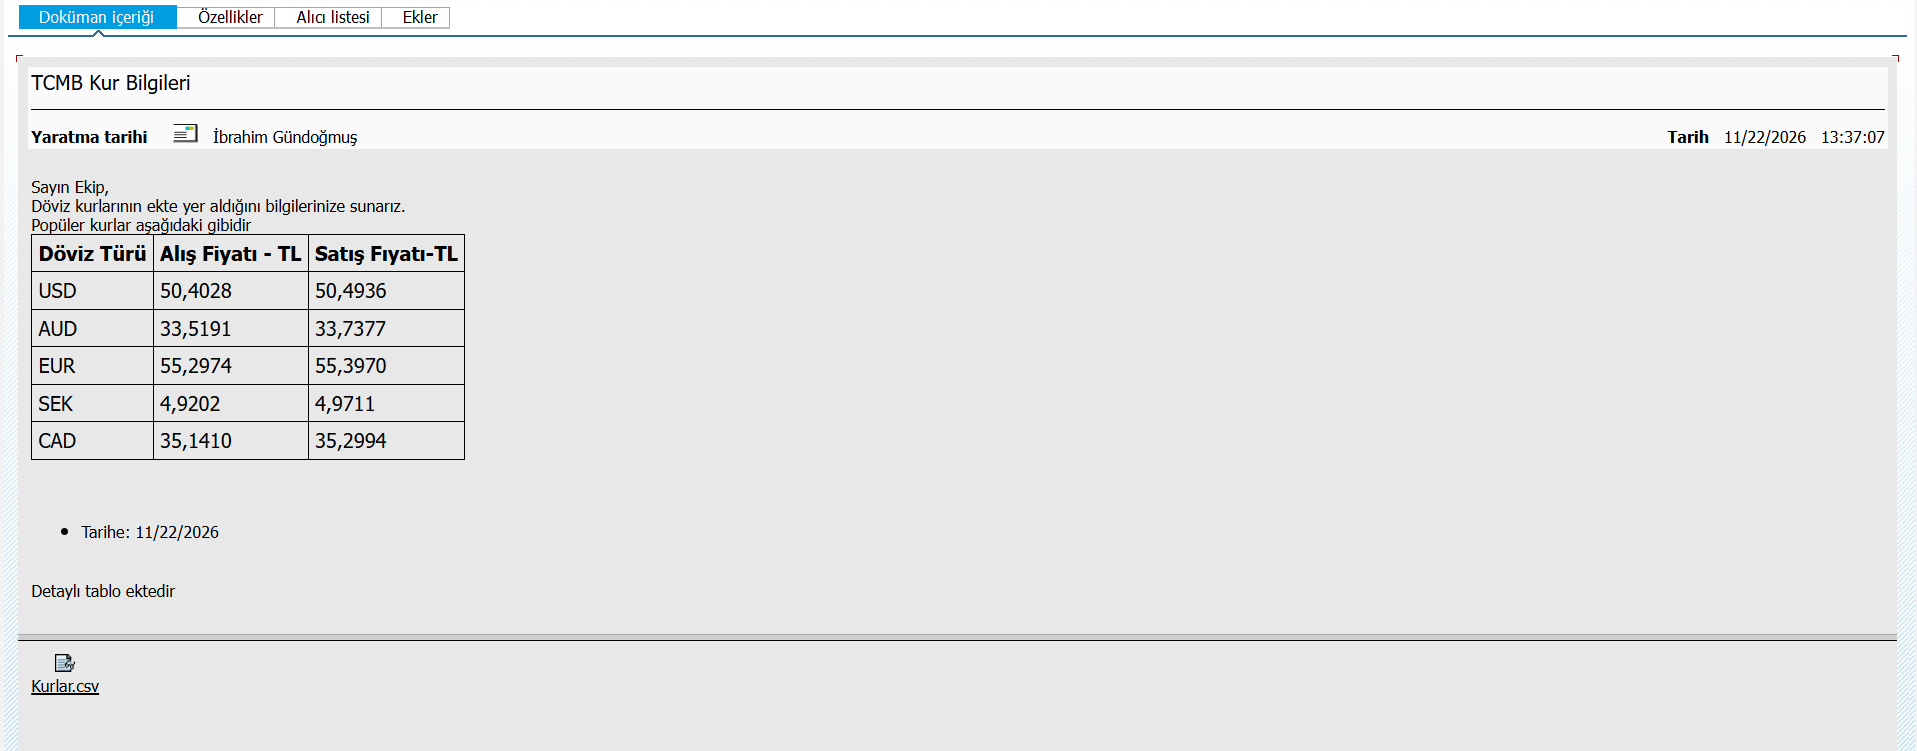 Doküman içeriği Özellikler Alıcı listesi Ekler
TCMB Kur Bilgileri
Yaratma tarihi İbrahim Gündoğmuş Tarih 11/22/2026 13:37:07
Sayın Ekip,
Döviz kurlarının ekte yer aldığını bilgilerinize sunarız.
Popüler kurlar aşağıdaki gibidir
Döviz Türü Alış Fiyatı - TL Satış Fıyatı-TL
USD 50,4028 50,4936
AUD 33,5191 33,7377
EUR 55,2974 55,3970
SEK 4,9202 4,9711
CAD 35,1410 35,2994
• Tarihe: 11/22/2026
Detaylı tablo ektedir
Kurlar.csv